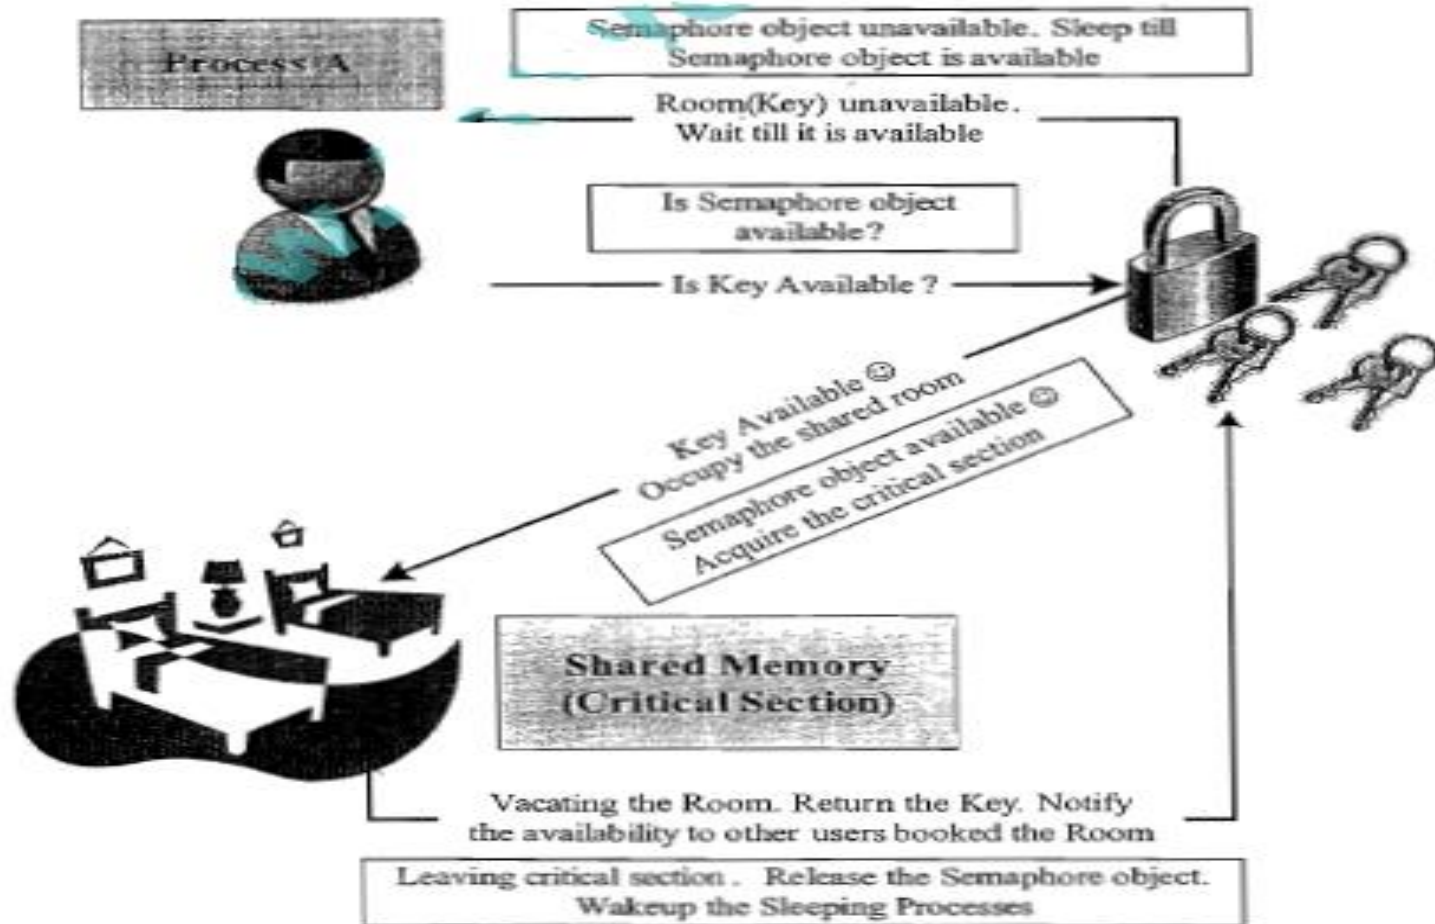 Process A
Semaphore object unavailable. Sleep till
Semaphore object is available
Room(Key) unavailable.
Wait till it is available
Is Semaphore object
available?
Is Key Available ?
Key Available ☺
Occupy the shared room
Semaphore object available ☺
Acquire the critical section
Shared Memory
(Critical Section)
Vacating the Room. Return the Key. Notify
the availability to other users booked the Room
Leaving critical section. Release the Semaphore object.
Wakeup the Sleeping Processes